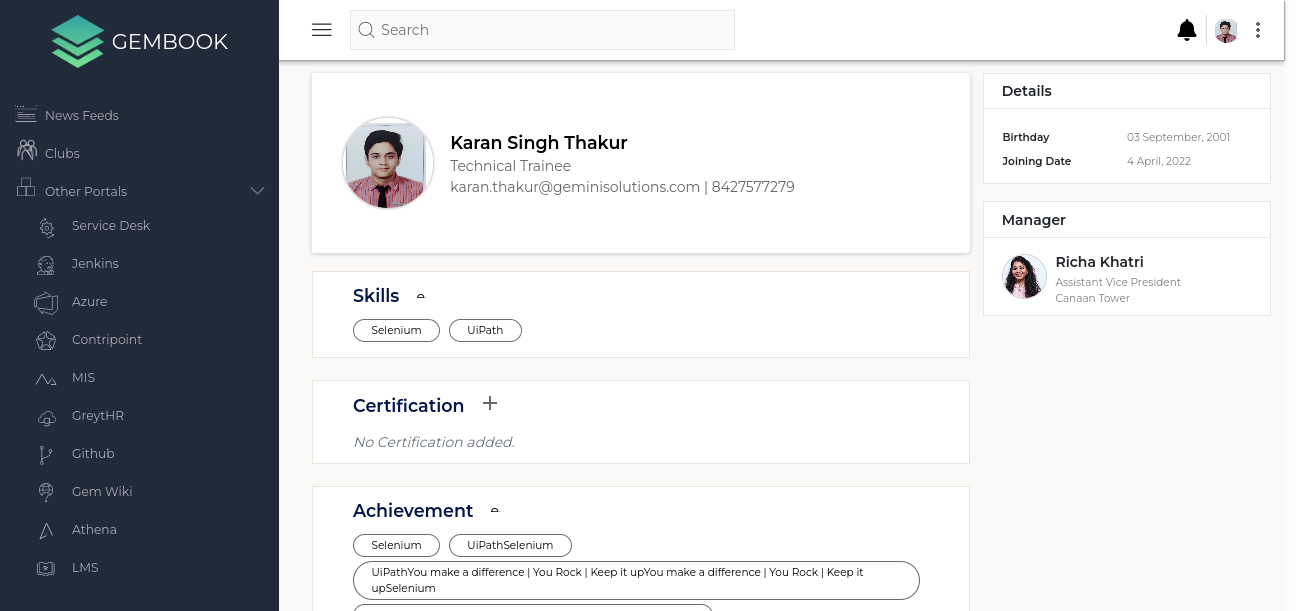 GEMBOOK
Search
News Feeds
Clubs
Other Portals
Service Desk
Jenkins
Azure
Contripoint
MIS
GreytHR
Github
Gem Wiki
Athena
LMS
Karan Singh Thakur
Technical Trainee
karan.thakur@geminisolutions.com | 8427577279
Skills
Selenium
UiPath
Certification
No Certification added.
Achievement
Selenium
UiPathSelenium
UiPathYou make a difference | You Rock | Keep it upYou make a difference | You Rock | Keep it
upSelenium
Details
Birthday 03 September, 2001
Joining Date 4 April, 2022
Manager
Richa Khatri
Assistant Vice President
Canaan Tower